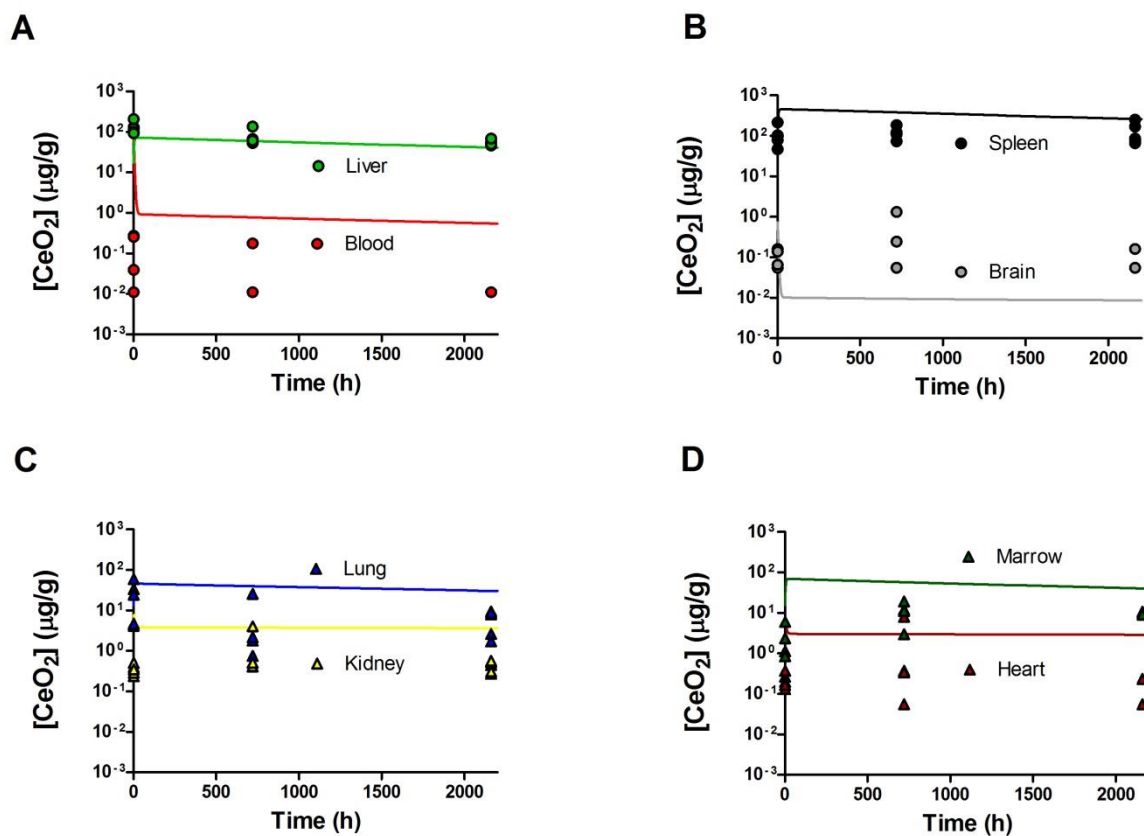 A
[CeO₂] (µg/g)
10³
10²
10¹
10⁰
10⁻¹
10⁻²
10⁻³
Liver
Blood
0 500 1000 1500 2000
Time (h)
B
[CeO₂] (µg/g)
10³
10²
10¹
10⁰
10⁻¹
10⁻²
10⁻³
Spleen
Brain
0 500 1000 1500 2000
Time (h)
C
[CeO₂] (µg/g)
10³
10²
10¹
10⁰
10⁻¹
10⁻²
10⁻³
Lung
Kidney
0 500 1000 1500 2000
Time (h)
D
[CeO₂] (µg/g)
10³
10²
10¹
10⁰
10⁻¹
10⁻²
10⁻³
Marrow
Heart
0 500 1000 1500 2000
Time (h)